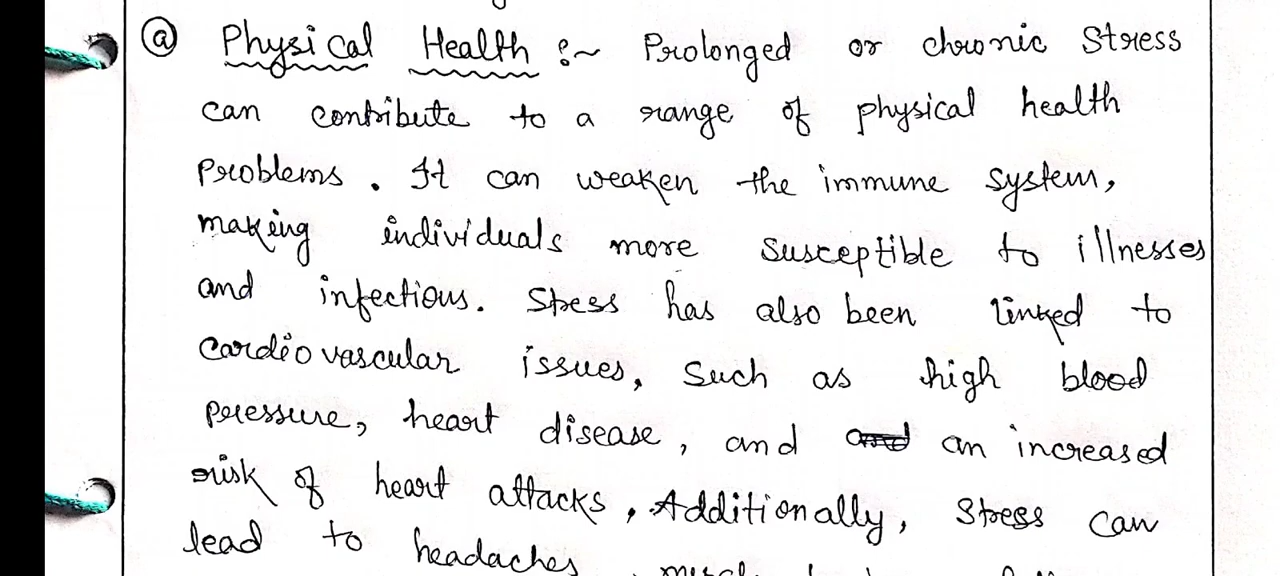 ⓐ Physical Health :~ Prolonged or chronic stress
can contribute to a range of physical health
problems. It can weaken the immune system,
making individuals more susceptible to illnesses
and infections. Stress has also been linked to
cardiovascular issues, such as high blood
pressure, heart disease, and and an increased
risk of heart attacks, Additionally, stress can
lead to headaches